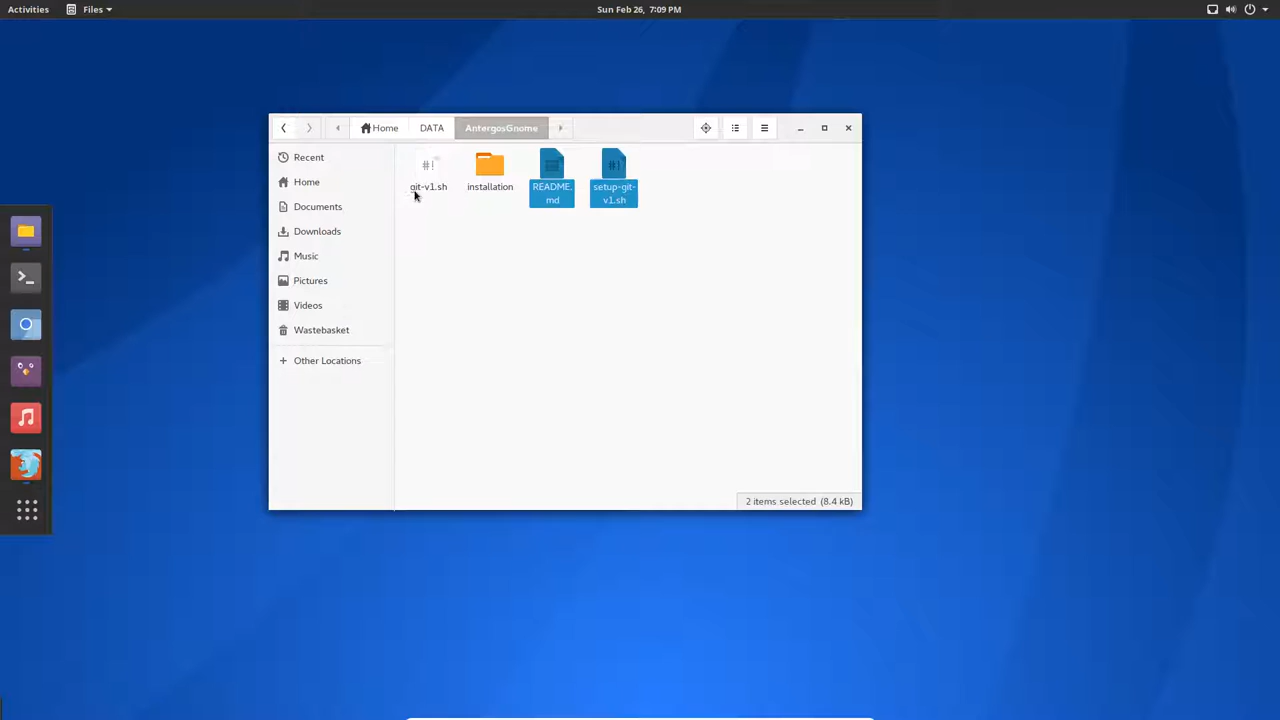 Activities
Files
Sun Feb 26, 7:09 PM
Home
DATA
AntergosGnome
Recent
Home
Documents
Downloads
Music
Pictures
Videos
Wastebasket
+ Other Locations
#!
git-v1.sh
installation
README.
md
#!
setup-git-
v1.sh
2 items selected (8.4 kB)